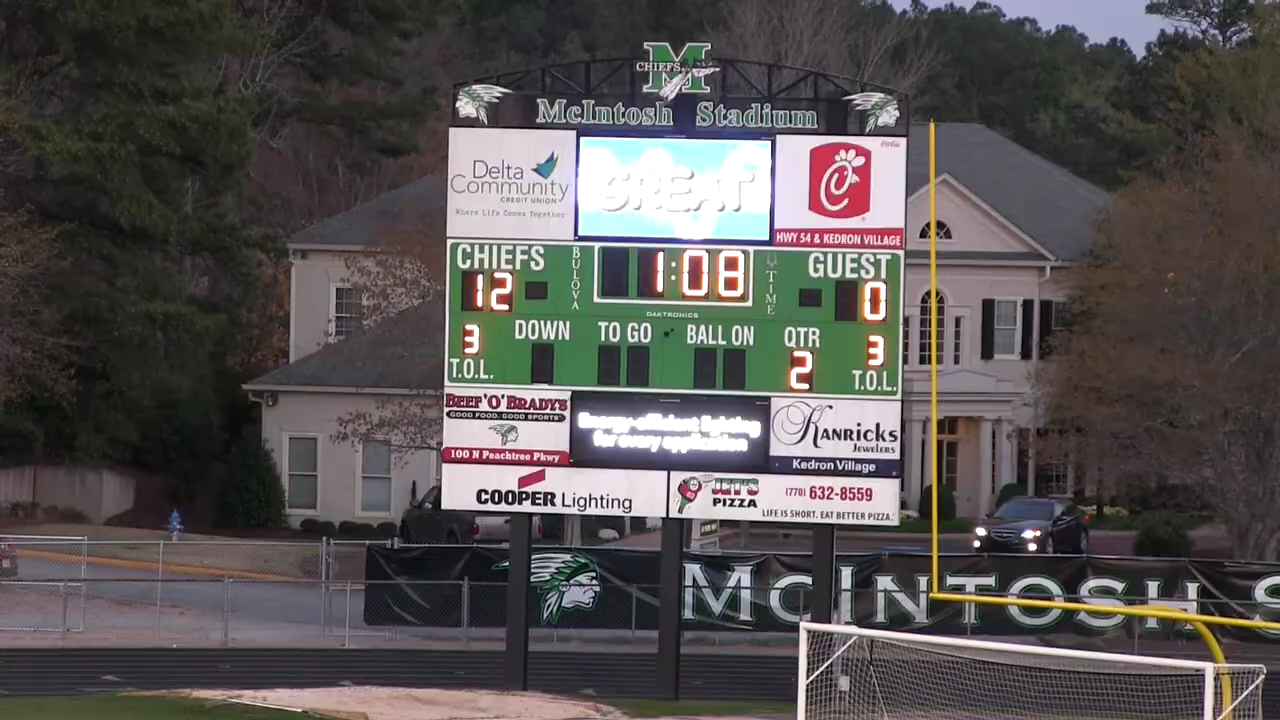 M
CHIEFS
McIntosh Stadium
Delta
Community
CREDIT UNION
Where Life Comes Together
GREAT
Coca-Cola
HWY 54 & KEDRON VILLAGE
CHIEFS
BULOVA
1:08
TIME
GUEST
12
0
DAKTRONICS
DOWN TO GO BALL ON QTR
3
2
3
T.O.L.
T.O.L.
BEEF 'O' BRADY'S
GOOD FOOD. GOOD SPORTS
100 N Peachtree Pkwy
Energy-efficient lighting
for every application
KANRICKS
JEWELERS
Kedron Village
COOPER Lighting
JET'S
PIZZA
(770) 632-8559
LIFE IS SHORT. EAT BETTER PIZZA.
MCINTOSH S